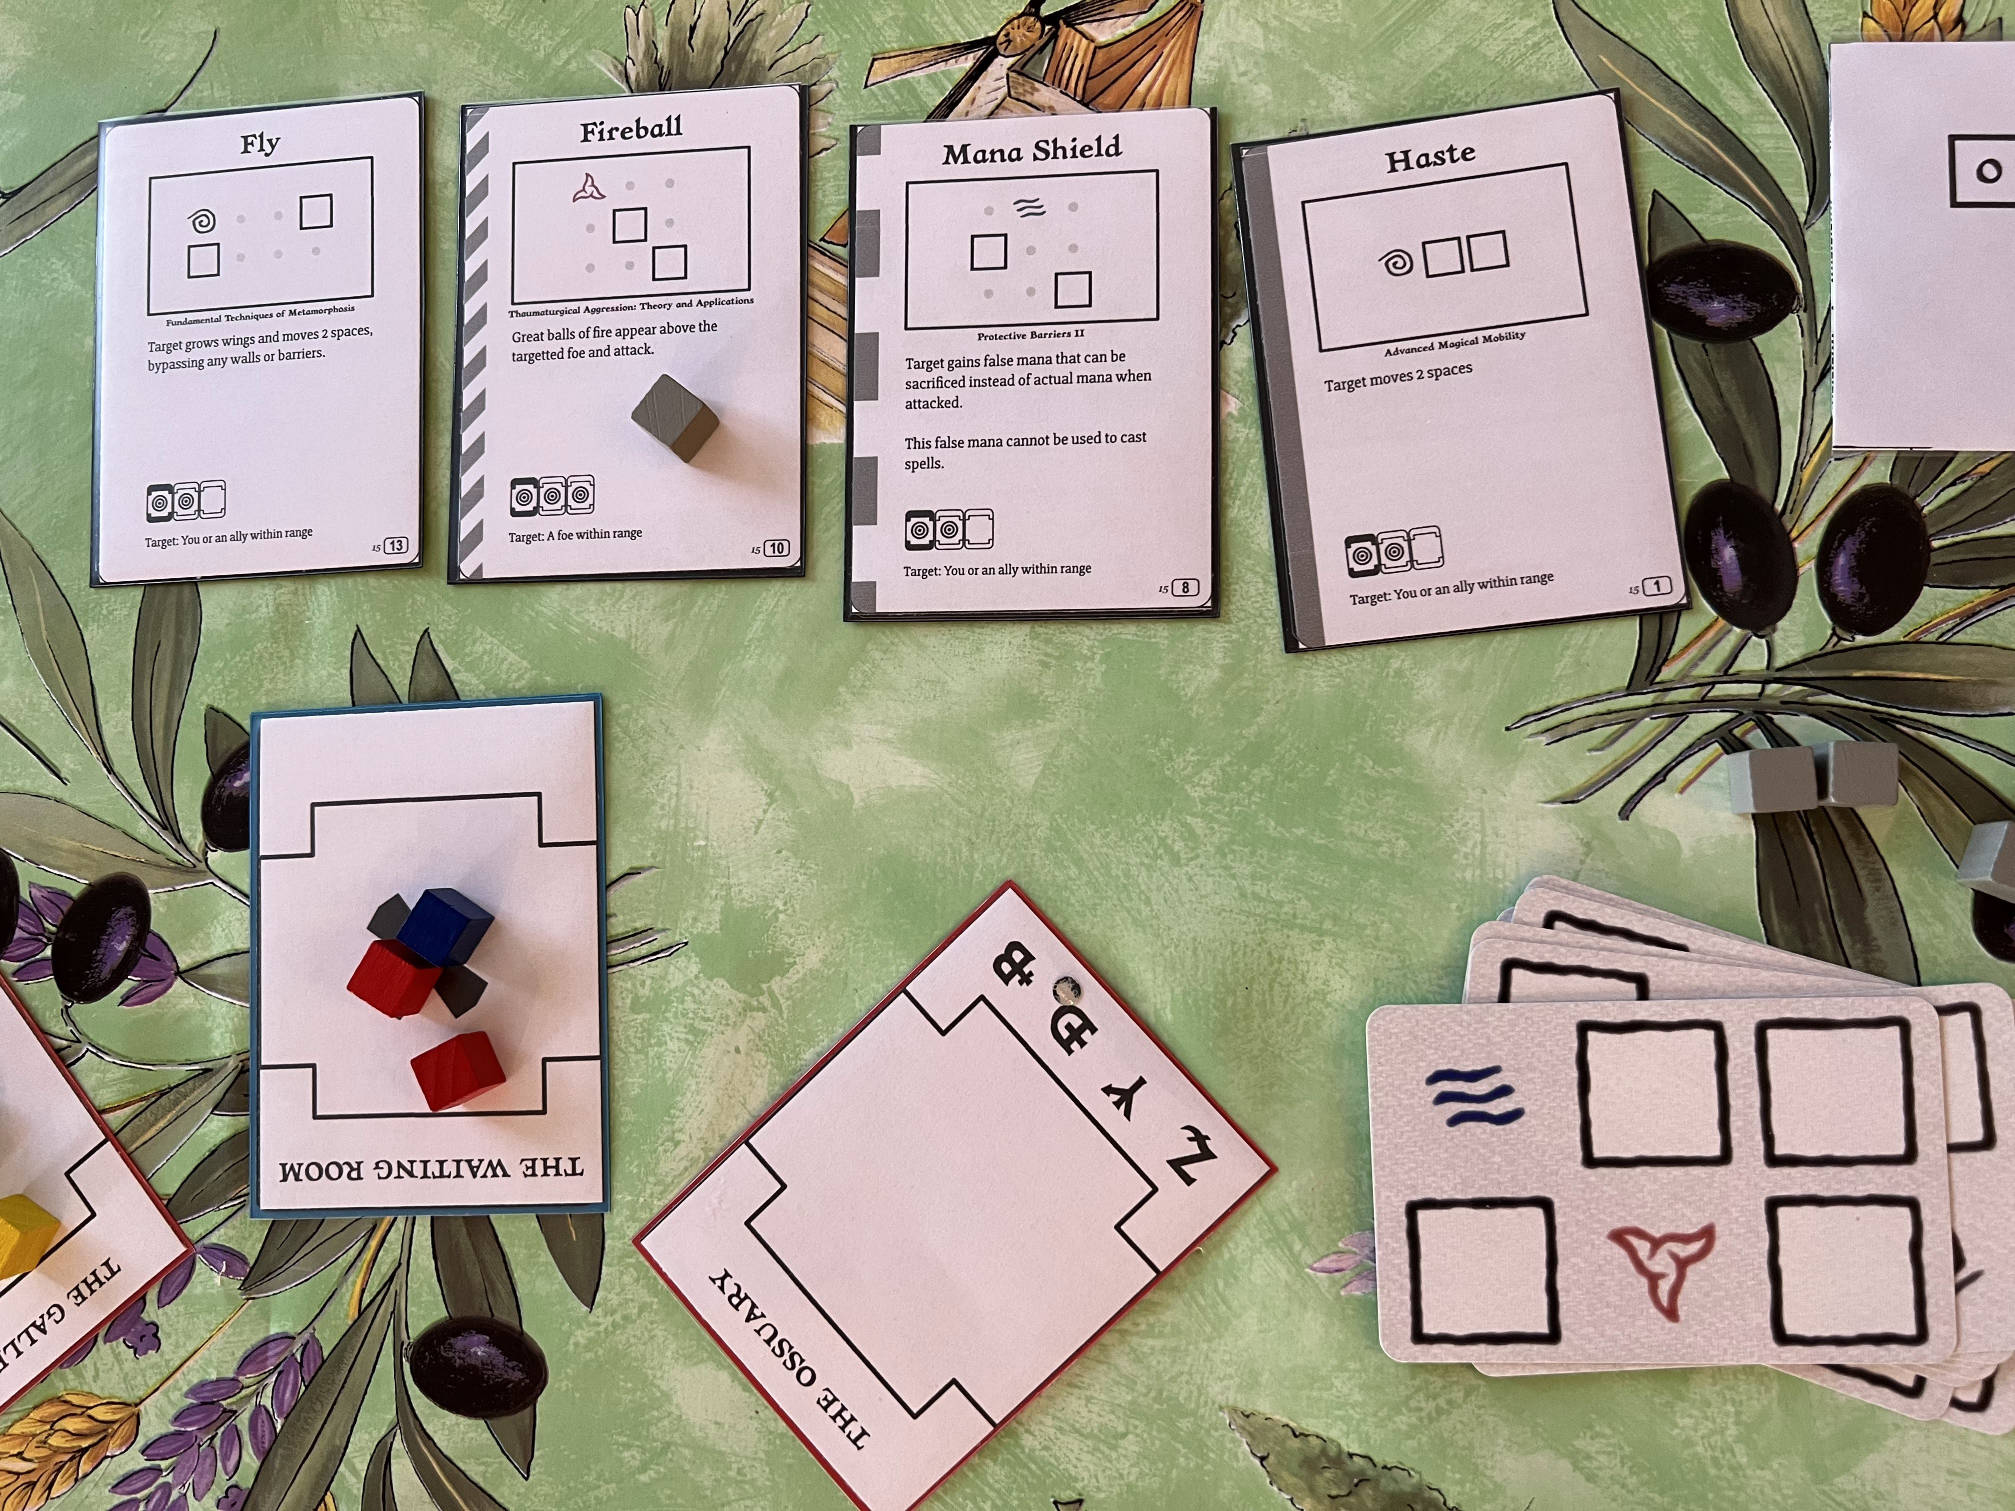 Fly
Fundamental Techniques of Metamorphosis
Target grows wings and moves 2 spaces,
bypassing any walls or barriers.
Target: You or an ally within range
15 13
Fireball
Thaumaturgical Aggression: Theory and Applications
Great balls of fire appear above the
targetted foe and attack.
Target: A foe within range
15 10
Mana Shield
Protective Barriers II
Target gains false mana that can be
sacrificed instead of actual mana when
attacked.
This false mana cannot be used to cast
spells.
Target: You or an ally within range
15 8
Haste
Advanced Magical Mobility
Target moves 2 spaces
Target: You or an ally within range
15 1
THE WAITING ROOM
THE OSSUARY